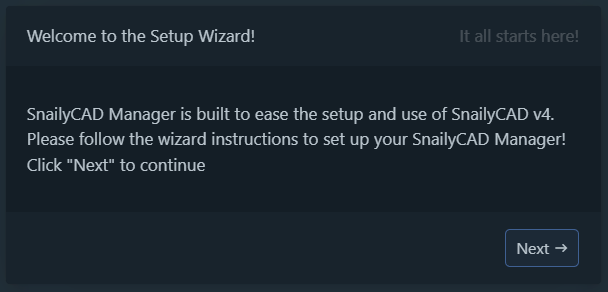 Welcome to the Setup Wizard!
It all starts here!
SnailyCAD Manager is built to ease the setup and use of SnailyCAD v4.
Please follow the wizard instructions to set up your SnailyCAD Manager!
Click "Next" to continue
Next →